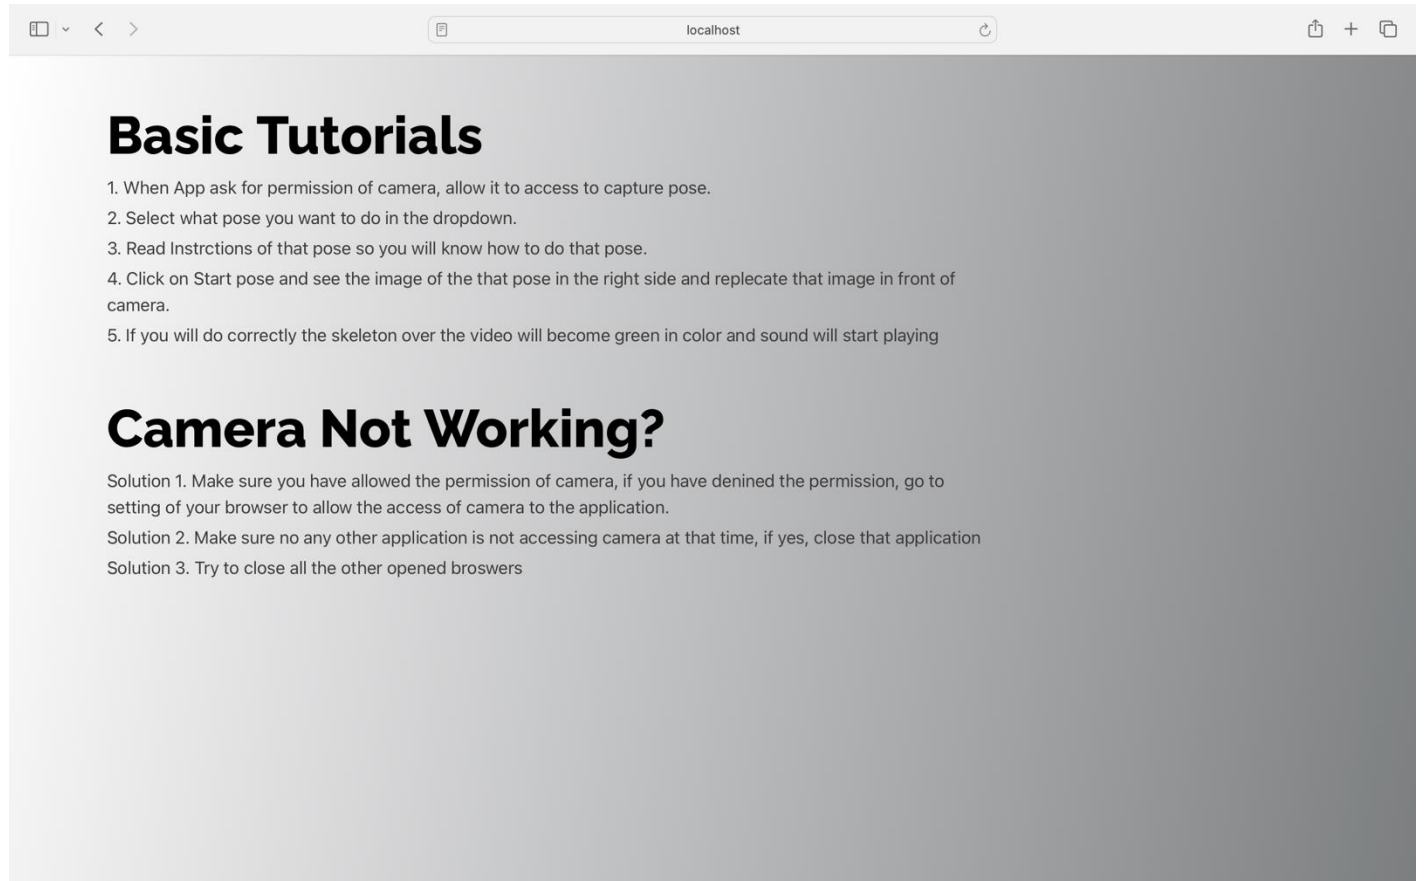 localhost
Basic Tutorials
1. When App ask for permission of camera, allow it to access to capture pose.
2. Select what pose you want to do in the dropdown.
3. Read Instrctions of that pose so you will know how to do that pose.
4. Click on Start pose and see the image of the that pose in the right side and replecate that image in front of
camera.
5. If you will do correctly the skeleton over the video will become green in color and sound will start playing
Camera Not Working?
Solution 1. Make sure you have allowed the permission of camera, if you have denined the permission, go to
setting of your browser to allow the access of camera to the application.
Solution 2. Make sure no any other application is not accessing camera at that time, if yes, close that application
Solution 3. Try to close all the other opened broswers